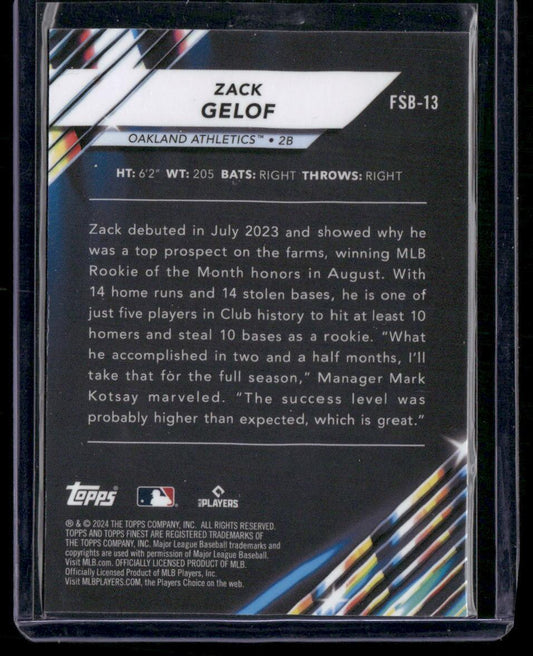 ZACK
GELOF
FSB-13
OAKLAND ATHLETICS™ • 2B
HT: 6'2" WT: 205 BATS: RIGHT THROWS: RIGHT
Zack debuted in July 2023 and showed why he
was a top prospect on the farms, winning MLB
Rookie of the Month honors in August. With
14 home runs and 14 stolen bases, he is one of
just five players in Club history to hit at least 10
homers and steal 10 bases as a rookie. "What
he accomplished in two and a half months, I'll
take that for the full season," Manager Mark
Kotsay marveled. "The success level was
probably higher than expected, which is great."
Topps®
MLB PLAYERS
® & © 2024 THE TOPPS COMPANY, INC. ALL RIGHTS RESERVED.
TOPPS AND TOPPS FINEST ARE REGISTERED TRADEMARKS OF
THE TOPPS COMPANY, INC. Major League Baseball trademarks and
copyrights are used with permission of Major League Baseball.
Visit MLB.com. OFFICIALLY LICENSED PRODUCT OF MLB.
Officially Licensed Product of MLB Players, Inc.
Visit MLBPLAYERS.COM, the Players Choice on the web.